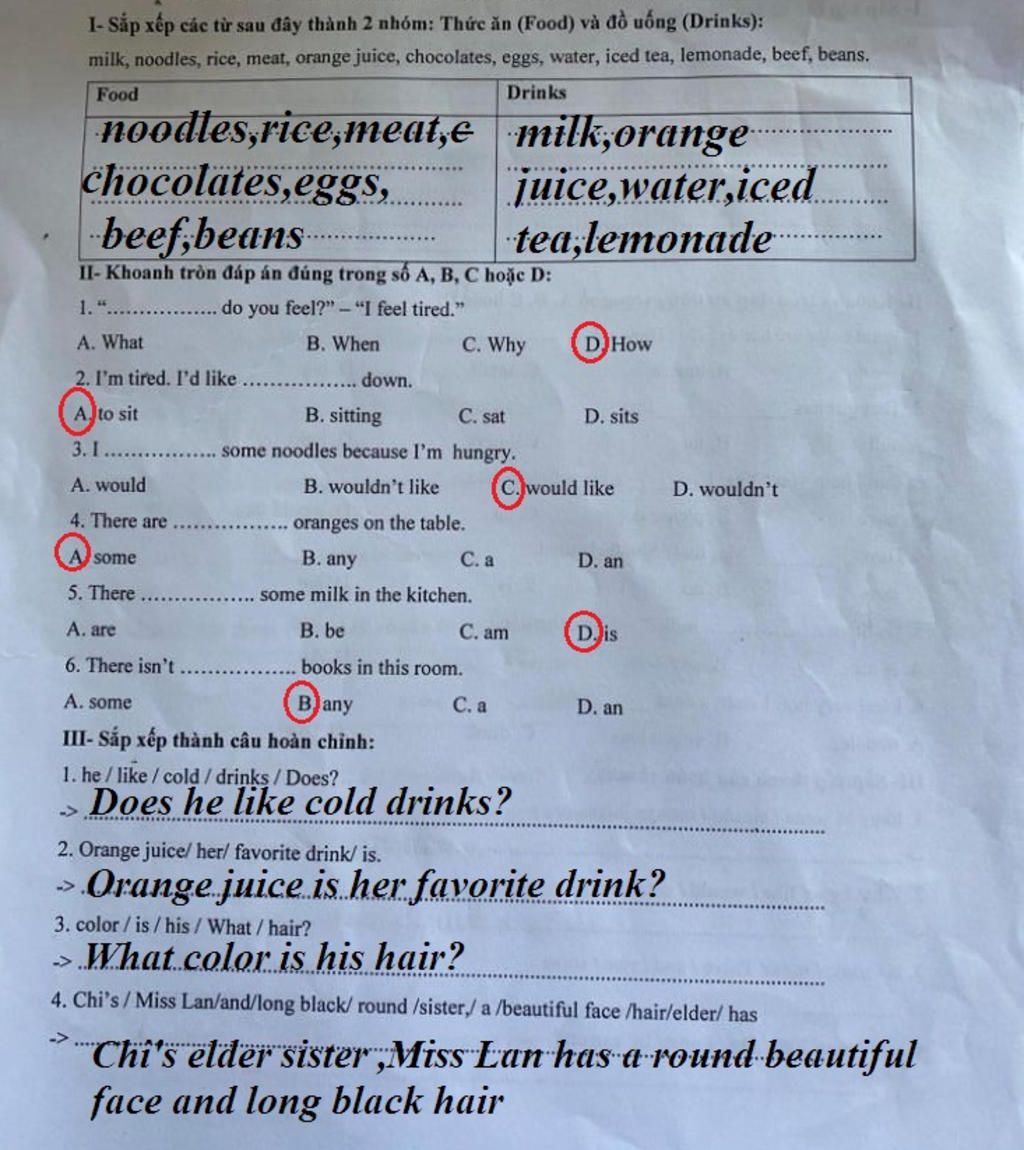 I- Sắp xếp các từ sau đây thành 2 nhóm: Thức ăn (Food) và đồ uống (Drinks):
milk, noodles, rice, meat, orange juice, chocolates, eggs, water, iced tea, lemonade, beef, beans.
Food Drinks
noodles,rice,meat,c milk,orange
chocolates,eggs, juice,water,iced
beef,beans tea,lemonade
II- Khoanh tròn đáp án đúng trong số A, B, C hoặc D:
1. “................. do you feel?” – “I feel tired.”
A. What B. When C. Why D. How
2. I’m tired. I’d like ................. down.
A. to sit B. sitting C. sat D. sits
3. I ................. some noodles because I’m hungry.
A. would B. wouldn’t like C. would like D. wouldn’t
4. There are ................. oranges on the table.
A. some B. any C. a D. an
5. There ................. some milk in the kitchen.
A. are B. be C. am D. is
6. There isn’t ................. books in this room.
A. some B. any C. a D. an
III- Sắp xếp thành câu hoàn chỉnh:
1. he / like / cold / drinks / Does?
-> Does he like cold drinks?
2. Orange juice/ her/ favorite drink/ is.
-> Orange juice is her favorite drink?
3. color / is / his / What / hair?
-> What color is his hair?
4. Chi’s / Miss Lan/and/long black/ round /sister,/ a /beautiful face /hair/elder/ has
-> Chi's elder sister ,Miss Lan has a round beautiful
face and long black hair